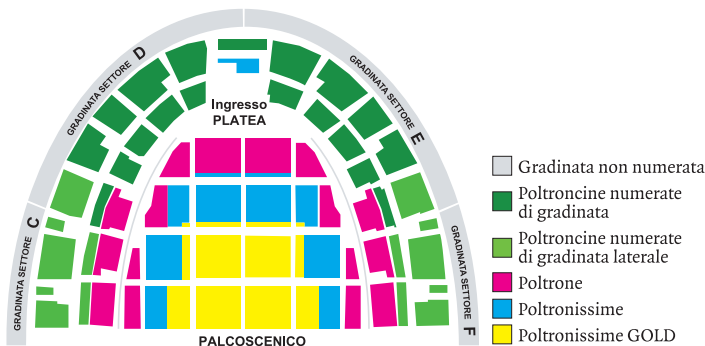 GRADINATA SETTORE D
GRADINATA SETTORE E
GRADINATA SETTORE C
GRADINATA SETTORE F
Ingresso
PLATEA
PALCOSCENICO
Gradinata non numerata
Poltroncine numerate
di gradinata
Poltroncine numerate
di gradinata laterale
Poltrone
Poltronissime
Poltronissime GOLD